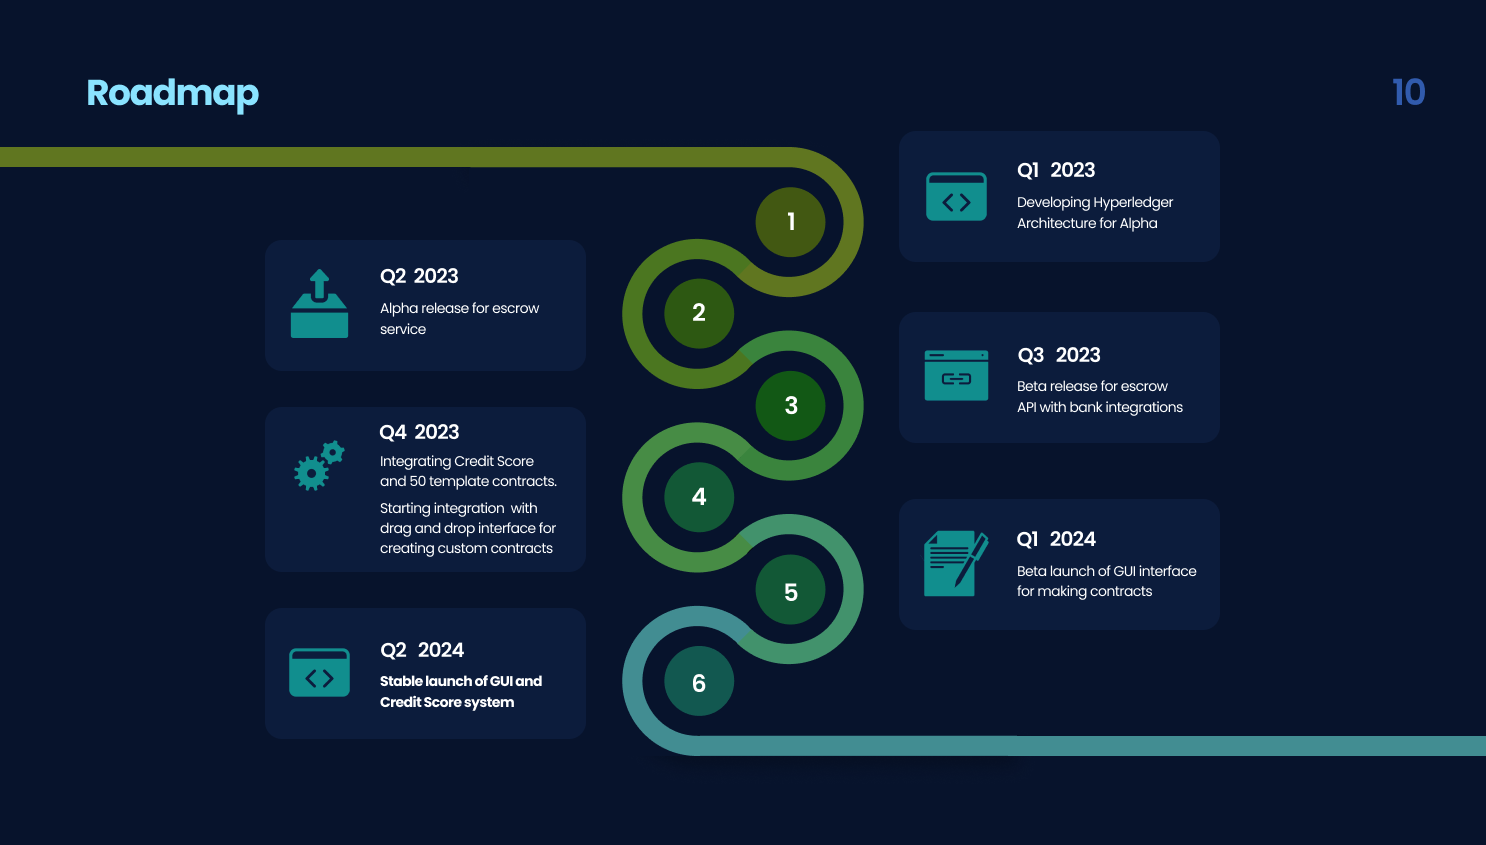 Roadmap
10
1
Q1 2023
Developing Hyperledger
Architecture for Alpha
2
Q2 2023
Alpha release for escrow
service
3
Q3 2023
Beta release for escrow
API with bank integrations
4
Q4 2023
Integrating Credit Score
and 50 template contracts.
Starting integration with
drag and drop interface for
creating custom contracts
5
Q1 2024
Beta launch of GUI interface
for making contracts
6
Q2 2024
Stable launch of GUI and
Credit Score system